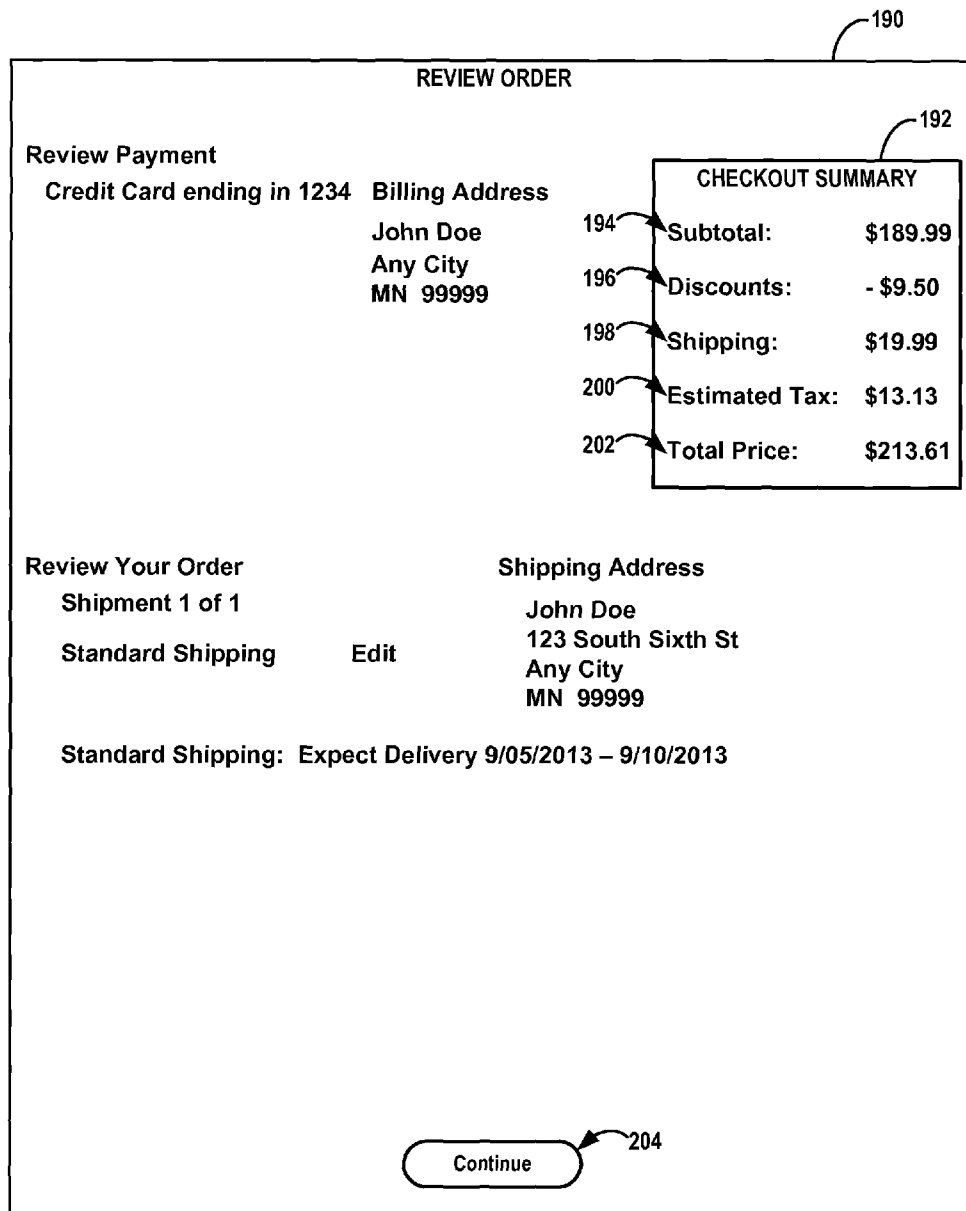 190
REVIEW ORDER
192
Review Payment
Credit Card ending in 1234 Billing Address
John Doe
Any City
MN 99999
CHECKOUT SUMMARY
194 Subtotal: $189.99
196 Discounts: - $9.50
198 Shipping: $19.99
200 Estimated Tax: $13.13
202 Total Price: $213.61
Review Your Order
Shipment 1 of 1
Standard Shipping Edit
Shipping Address
John Doe
123 South Sixth St
Any City
MN 99999
Standard Shipping: Expect Delivery 9/05/2013 – 9/10/2013
204
Continue